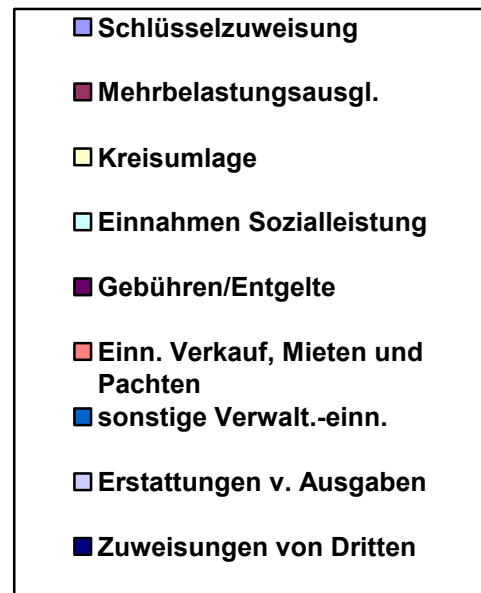 Schlüsselzuweisung
Mehrbelastungsausgl.
Kreisumlage
Einnahmen Sozialleistung
Gebühren/Entgelte
Einn. Verkauf, Mieten und
Pachten
sonstige Verwalt.-einn.
Erstattungen v. Ausgaben
Zuweisungen von Dritten